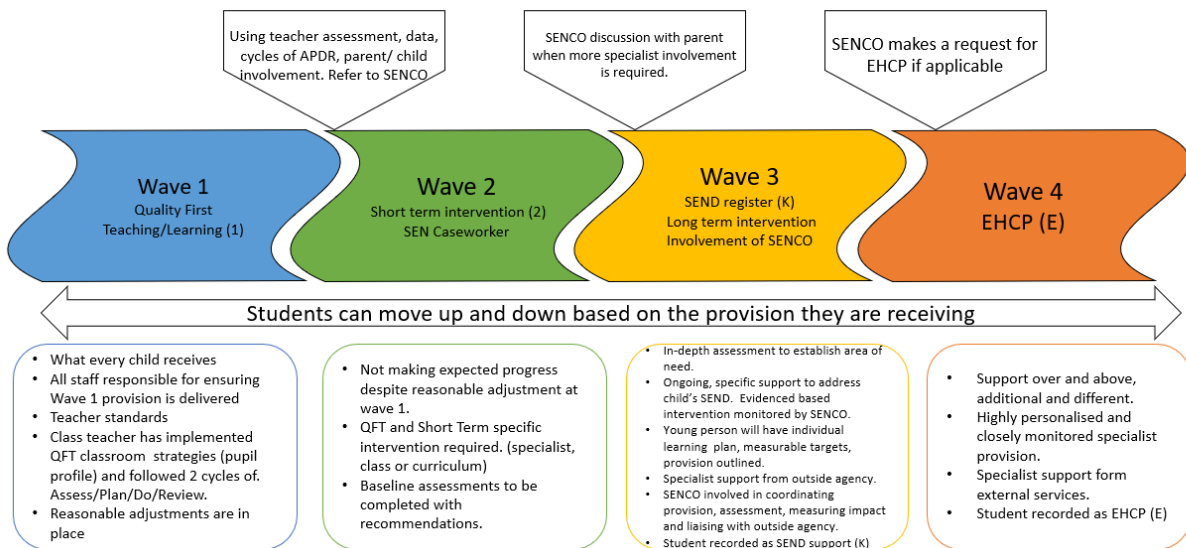 Using teacher assessment, data,
cycles of APDR, parent/ child
involvement. Refer to SENCO
SENCO discussion with parent
when more specialist involvement
is required.
SENCO makes a request for
EHCP if applicable
Wave 1
Quality First
Teaching/Learning (1)
Wave 2
Short term intervention (2)
SEN Caseworker
Wave 3
SEND register (K)
Long term intervention
Involvement of SENCO
Wave 4
EHCP (E)
Students can move up and down based on the provision they are receiving
• What every child receives
• All staff responsible for ensuring
Wave 1 provision is delivered
• Teacher standards
• Class teacher has implemented
QFT classroom strategies (pupil
profile) and followed 2 cycles of.
Assess/Plan/Do/Review.
• Reasonable adjustments are in
place
• Not making expected progress
despite reasonable adjustment at
wave 1.
• QFT and Short Term specific
intervention required. (specialist,
class or curriculum)
• Baseline assessments to be
completed with
recommendations.
• In-depth assessment to establish area of
need.
• Ongoing, specific support to address
child's SEND. Evidenced based
intervention monitored by SENCO.
• Young person will have individual
learning plan, measurable targets,
provision outlined.
• Specialist support from outside agency.
• SENCO involved in coordinating
provision, assessment, measuring impact
and liaising with outside agency.
• Student recorded as SEND support (K)
• Support over and above,
additional and different.
• Highly personalised and
closely monitored specialist
provision.
• Specialist support form
external services.
• Student recorded as EHCP (E)